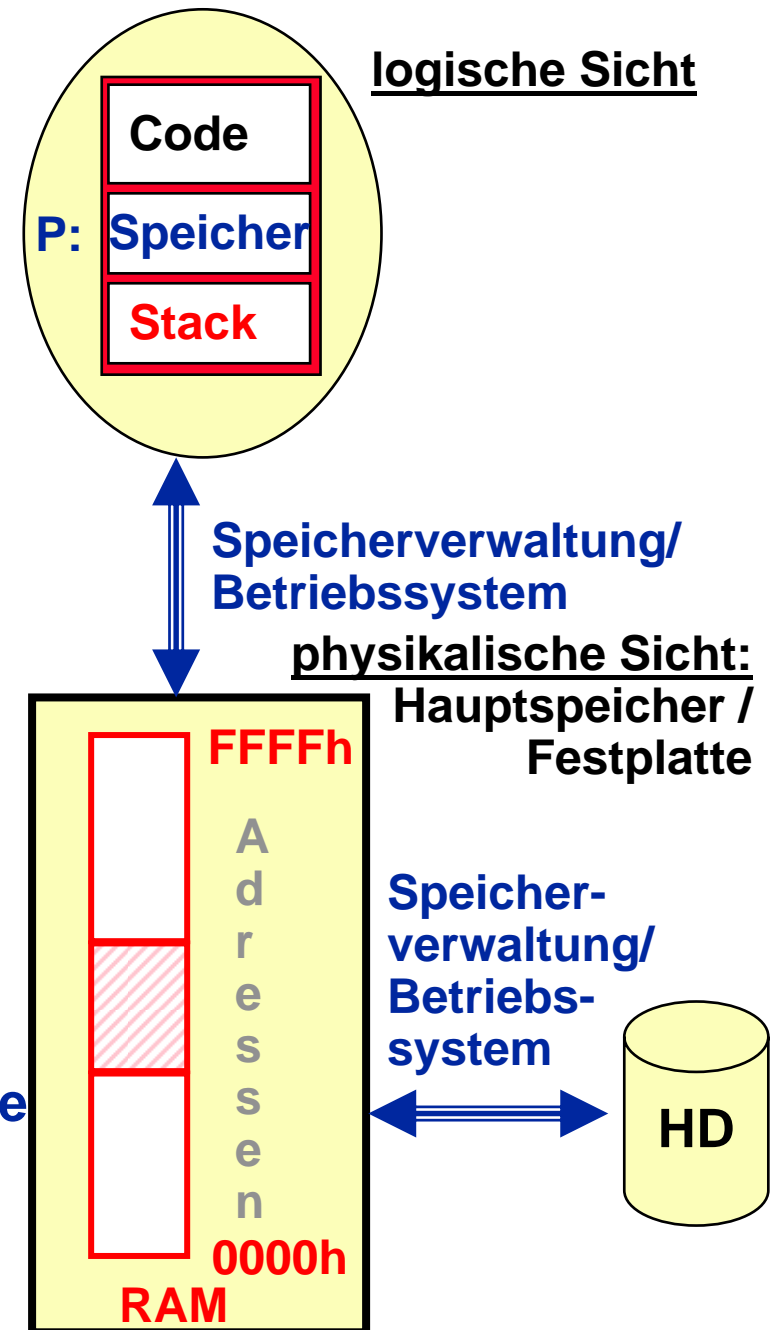 logische Sicht
Code
P: Speicher
Stack
Speicherverwaltung/
Betriebssystem
physikalische Sicht:
Hauptspeicher /
Festplatte
FFFFh
A
d
r
e
s
s
e
n
0000h
RAM
Speicher-
verwaltung/
Betriebs-
system
e
HD